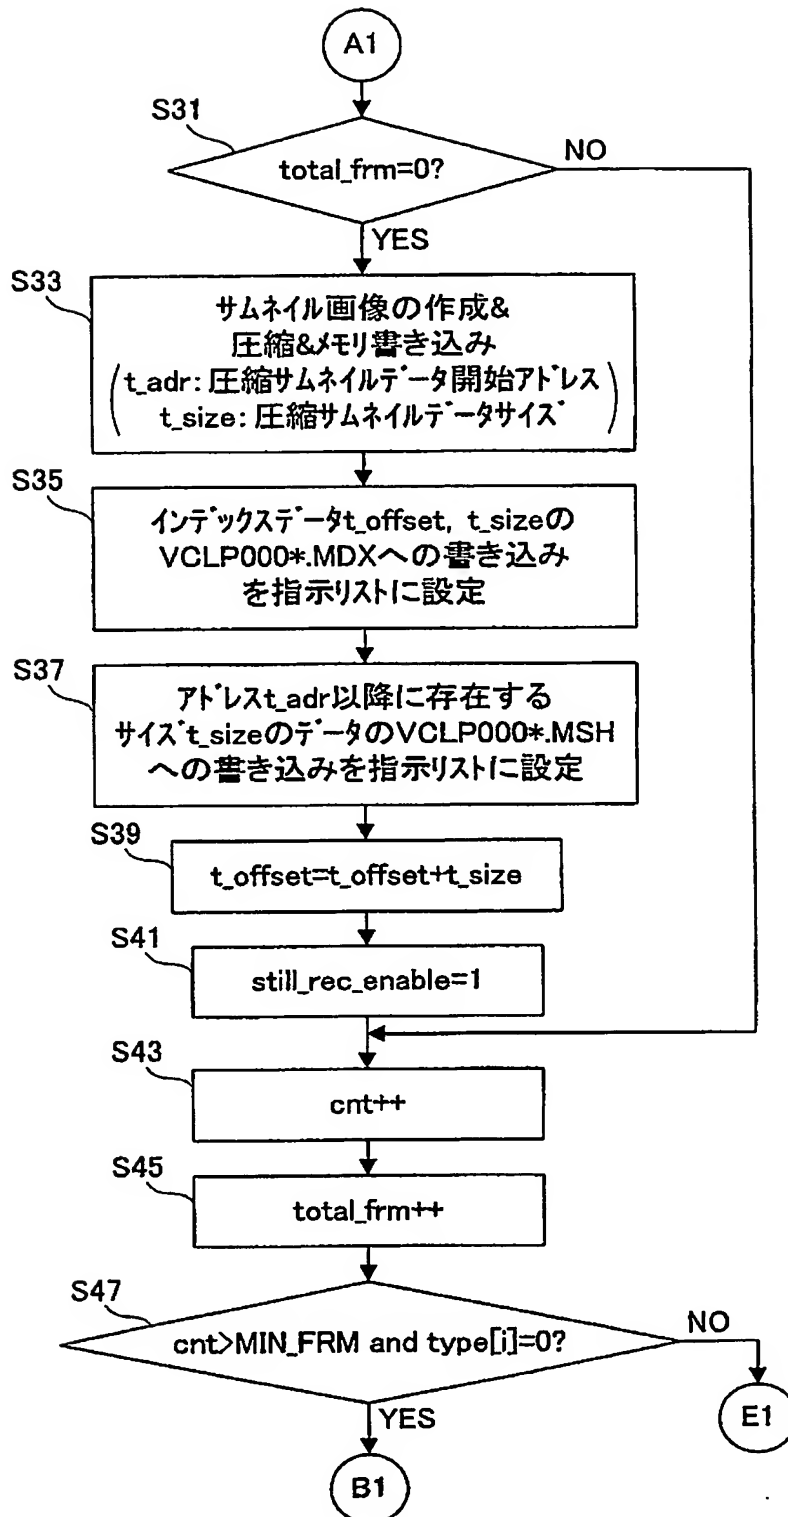 A1
S31
total_frm=0?
NO
YES
S33
サムネイル画像の作成&
圧縮&メモリ書き込み
t_adr: 圧縮サムネイルデータ開始アドレス
t_size: 圧縮サムネイルデータサイズ
S35
インデックスデータt_offset, t_sizeの
VCLP000*.MDXへの書き込み
を指示リストに設定
S37
アドレスt_adr以降に存在する
サイズt_sizeのデータのVCLP000*.MSH
への書き込みを指示リストに設定
S39
t_offset=t_offset+t_size
S41
still_rec_enable=1
S43
cnt++
S45
total_frm++
S47
cnt>MIN_FRM and type[i]=0?
NO
YES
E1
B1